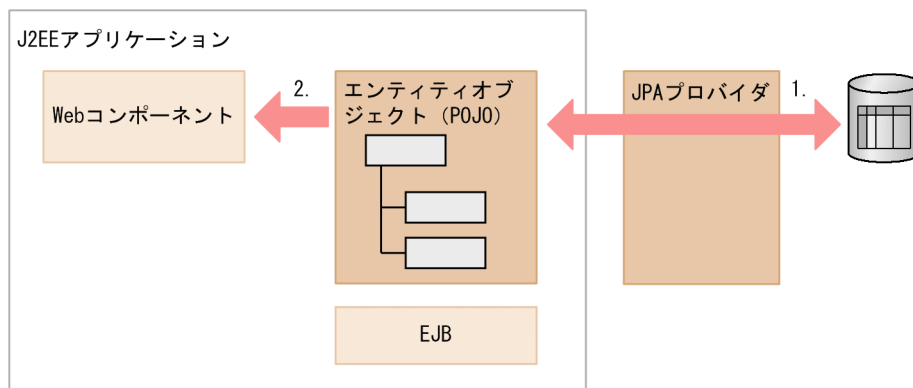 J2EEアプリケーション
Webコンポーネント
2.
エンティティオブ
ジェクト（POJO）
JPAプロバイダ
1.
EJB